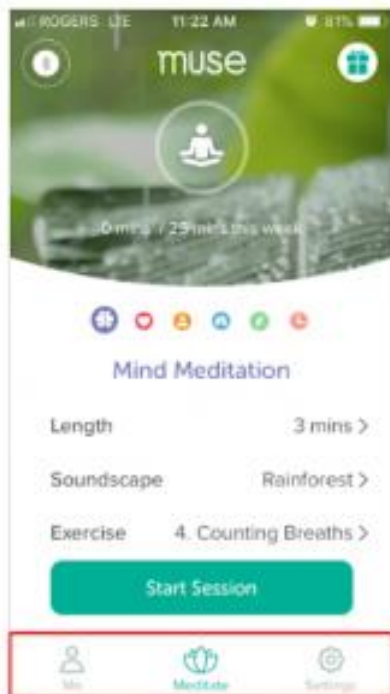 ROGERS LTE 11:22 AM 81%
muse
0 mins / 29 mins this week
Mind Meditation
Length 3 mins >
Soundscape Rainforest >
Exercise 4. Counting Breaths >
Start Session
Me Meditate Settings